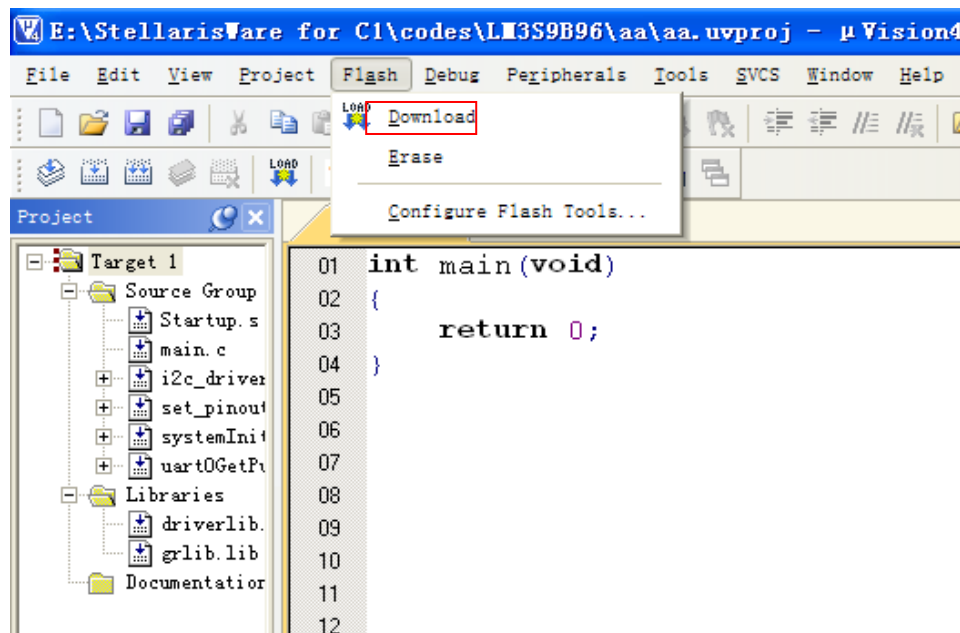 E:\StellarisWare for C1\codes\LM3S9B96\aa\aa.uvproj - µVision4
File Edit View Project Flash Debug Peripherals Tools SVCS Window Help
LOAD Download
Erase
LOAD
Configure Flash Tools...
Project
Target 1
Source Group
Startup.s
main.c
i2c_driver
set_pinout
systemInit
uart0GetPu
Libraries
driverlib.
grlib.lib
Documentation
01 int main(void)
02 {
03 return 0;
04 }
05
06
07
08
09
10
11
12